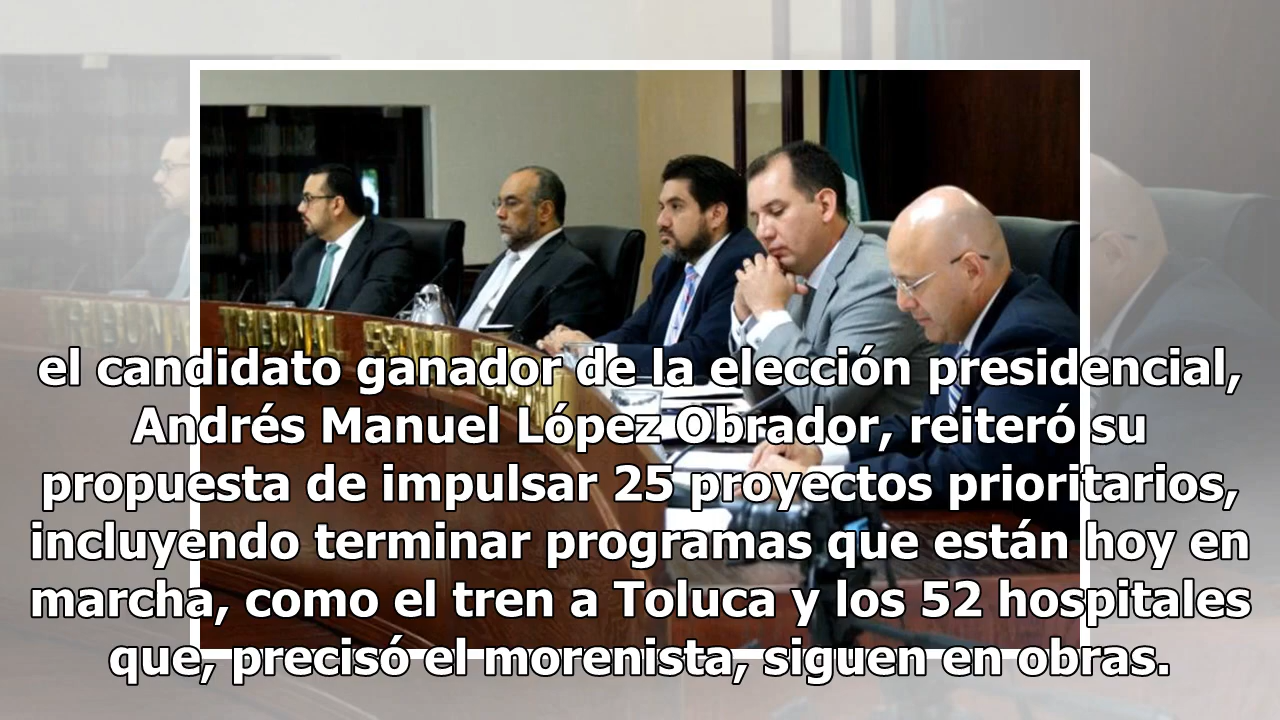 TRIBUNAL ESTATAL
el candidato ganador de la elección presidencial,
Andrés Manuel López Obrador, reiteró su
propuesta de impulsar 25 proyectos prioritarios,
incluyendo terminar programas que están hoy en
marcha, como el tren a Toluca y los 52 hospitales
que, precisó el morenista, siguen en obras.